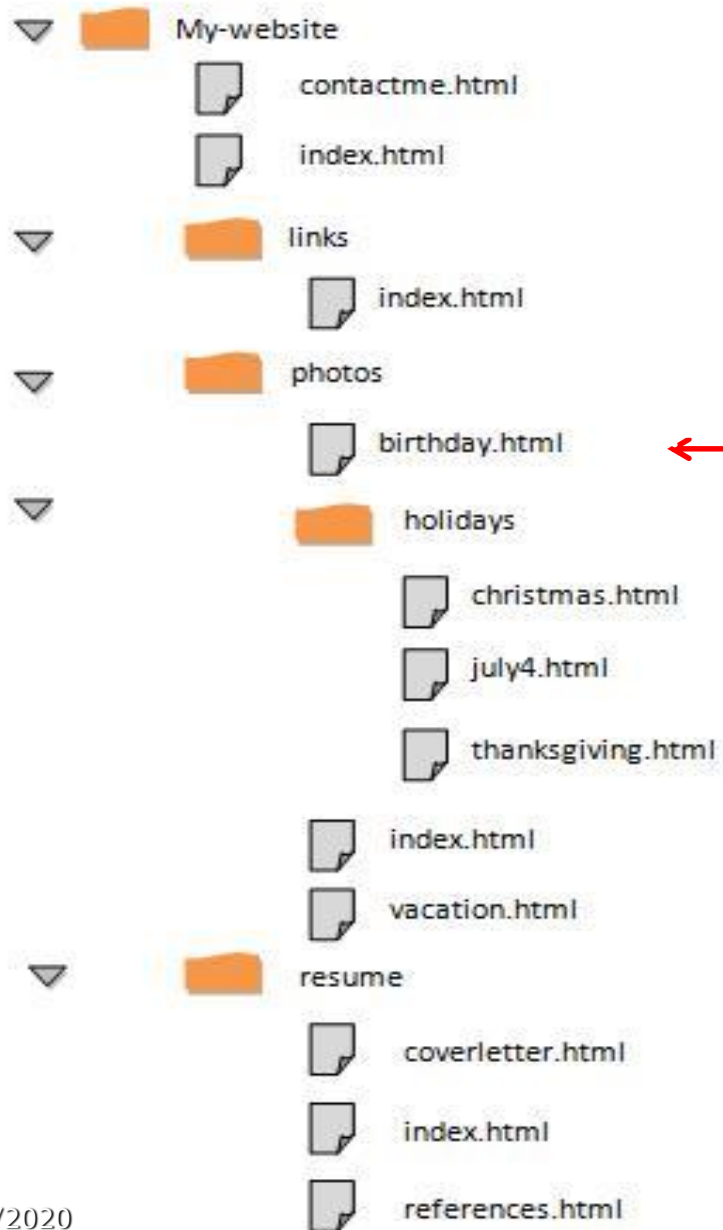 My-website
contactme.html
index.html
links
index.html
photos
birthday.html
holidays
christmas.html
july4.html
thanksgiving.html
index.html
vacation.html
resume
coverletter.html
index.html
references.html
/2020